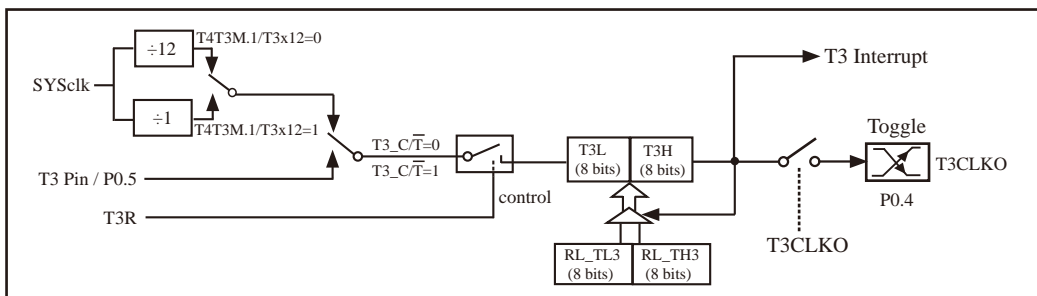 ÷12
T4T3M.1/T3x12=0
SYSclk
÷1
T4T3M.1/T3x12=1
T3 Interrupt
Toggle
T3_C/T̅=0
T3_C/T̅=1
T3L
(8 bits)
T3H
(8 bits)
T3CLKO
P0.4
T3 Pin / P0.5
control
T3R
T3CLKO
RL_TL3
(8 bits)
RL_TH3
(8 bits)